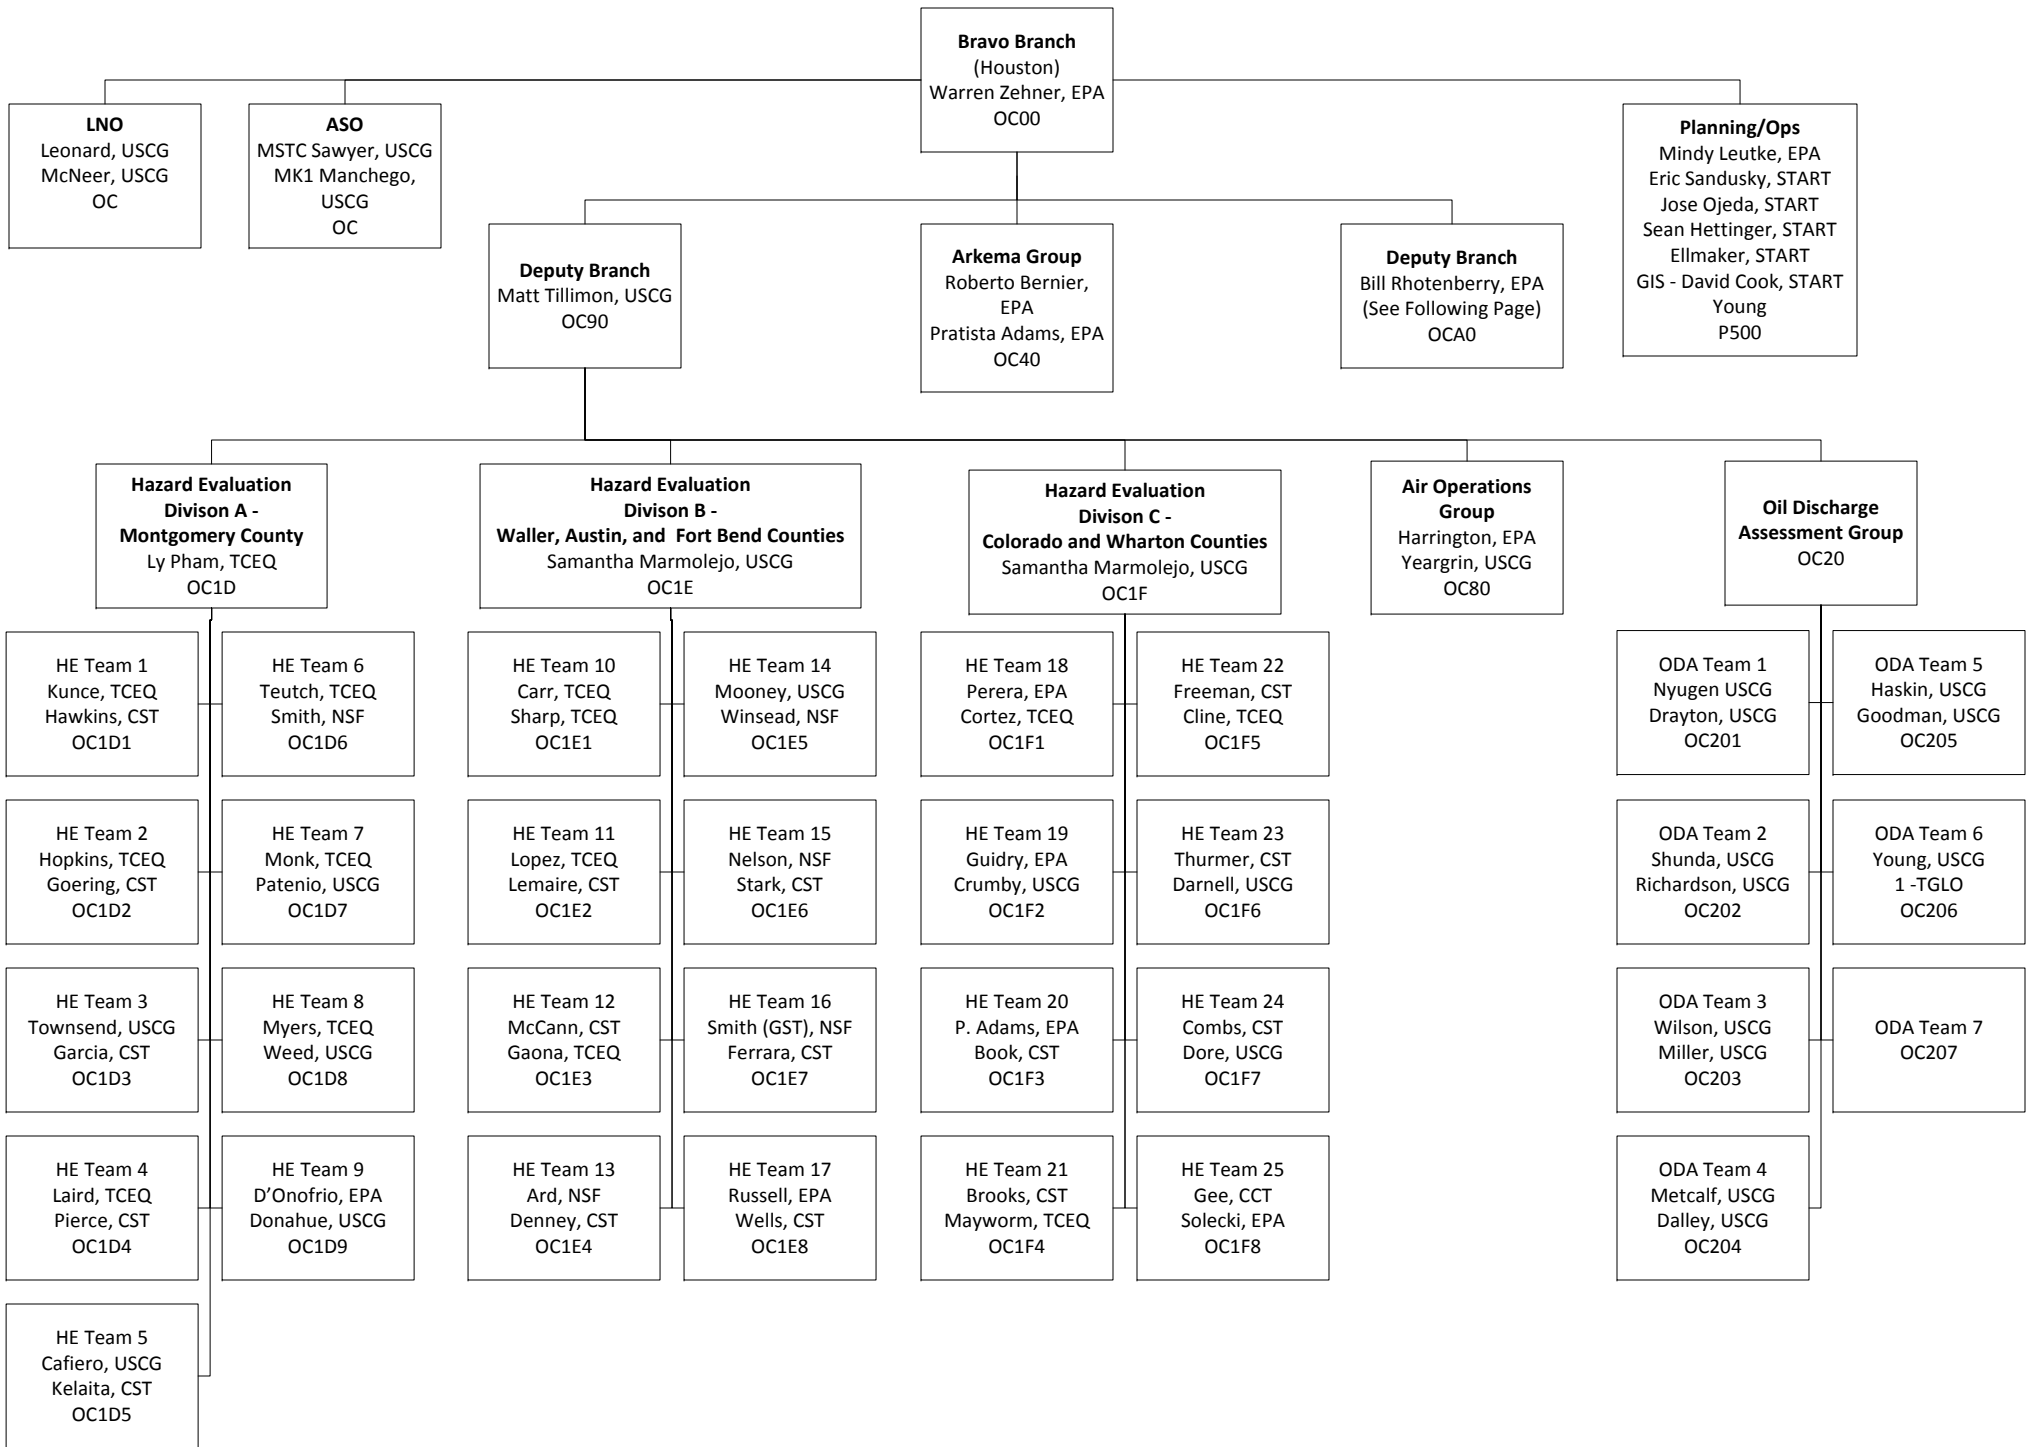 Bravo Branch
(Houston)
Warren Zehner, EPA
OC00
LNO
Leonard, USCG
McNeer, USCG
OC
ASO
MSTC Sawyer, USCG
MK1 Manchego,
USCG
OC
Planning/Ops
Mindy Leutke, EPA
Eric Sandusky, START
Jose Ojeda, START
Sean Hettinger, START
Ellmaker, START
GIS - David Cook, START
Young
P500
Deputy Branch
Matt Tillimon, USCG
OC90
Arkema Group
Roberto Bernier,
EPA
Pratista Adams, EPA
OC40
Deputy Branch
Bill Rhotenberry, EPA
(See Following Page)
OCA0
Hazard Evaluation
Divison A -
Montgomery County
Ly Pham, TCEQ
OC1D
Hazard Evaluation
Divison B -
Waller, Austin, and  Fort Bend Counties
Samantha Marmolejo, USCG
OC1E
Hazard Evaluation
Divison C -
Colorado and Wharton Counties
Samantha Marmolejo, USCG
OC1F
Air Operations
Group
Harrington, EPA
Yeargrin, USCG
OC80
Oil Discharge
Assessment Group
OC20
HE Team 1
Kunce, TCEQ
Hawkins, CST
OC1D1
HE Team 6
Teutch, TCEQ
Smith, NSF
OC1D6
HE Team 10
Carr, TCEQ
Sharp, TCEQ
OC1E1
HE Team 14
Mooney, USCG
Winsead, NSF
OC1E5
HE Team 18
Perera, EPA
Cortez, TCEQ
OC1F1
HE Team 22
Freeman, CST
Cline, TCEQ
OC1F5
ODA Team 1
Nyugen USCG
Drayton, USCG
OC201
ODA Team 5
Haskin, USCG
Goodman, USCG
OC205
HE Team 2
Hopkins, TCEQ
Goering, CST
OC1D2
HE Team 7
Monk, TCEQ
Patenio, USCG
OC1D7
HE Team 11
Lopez, TCEQ
Lemaire, CST
OC1E2
HE Team 15
Nelson, NSF
Stark, CST
OC1E6
HE Team 19
Guidry, EPA
Crumby, USCG
OC1F2
HE Team 23
Thurmer, CST
Darnell, USCG
OC1F6
ODA Team 2
Shunda, USCG
Richardson, USCG
OC202
ODA Team 6
Young, USCG
1 -TGLO
OC206
HE Team 3
Townsend, USCG
Garcia, CST
OC1D3
HE Team 8
Myers, TCEQ
Weed, USCG
OC1D8
HE Team 12
McCann, CST
Gaona, TCEQ
OC1E3
HE Team 16
Smith (GST), NSF
Ferrara, CST
OC1E7
HE Team 20
P. Adams, EPA
Book, CST
OC1F3
HE Team 24
Combs, CST
Dore, USCG
OC1F7
ODA Team 3
Wilson, USCG
Miller, USCG
OC203
ODA Team 7
OC207
HE Team 4
Laird, TCEQ
Pierce, CST
OC1D4
HE Team 9
D’Onofrio, EPA
Donahue, USCG
OC1D9
HE Team 13
Ard, NSF
Denney, CST
OC1E4
HE Team 17
Russell, EPA
Wells, CST
OC1E8
HE Team 21
Brooks, CST
Mayworm, TCEQ
OC1F4
HE Team 25
Gee, CCT
Solecki, EPA
OC1F8
ODA Team 4
Metcalf, USCG
Dalley, USCG
OC204
HE Team 5
Cafiero, USCG
Kelaita, CST
OC1D5